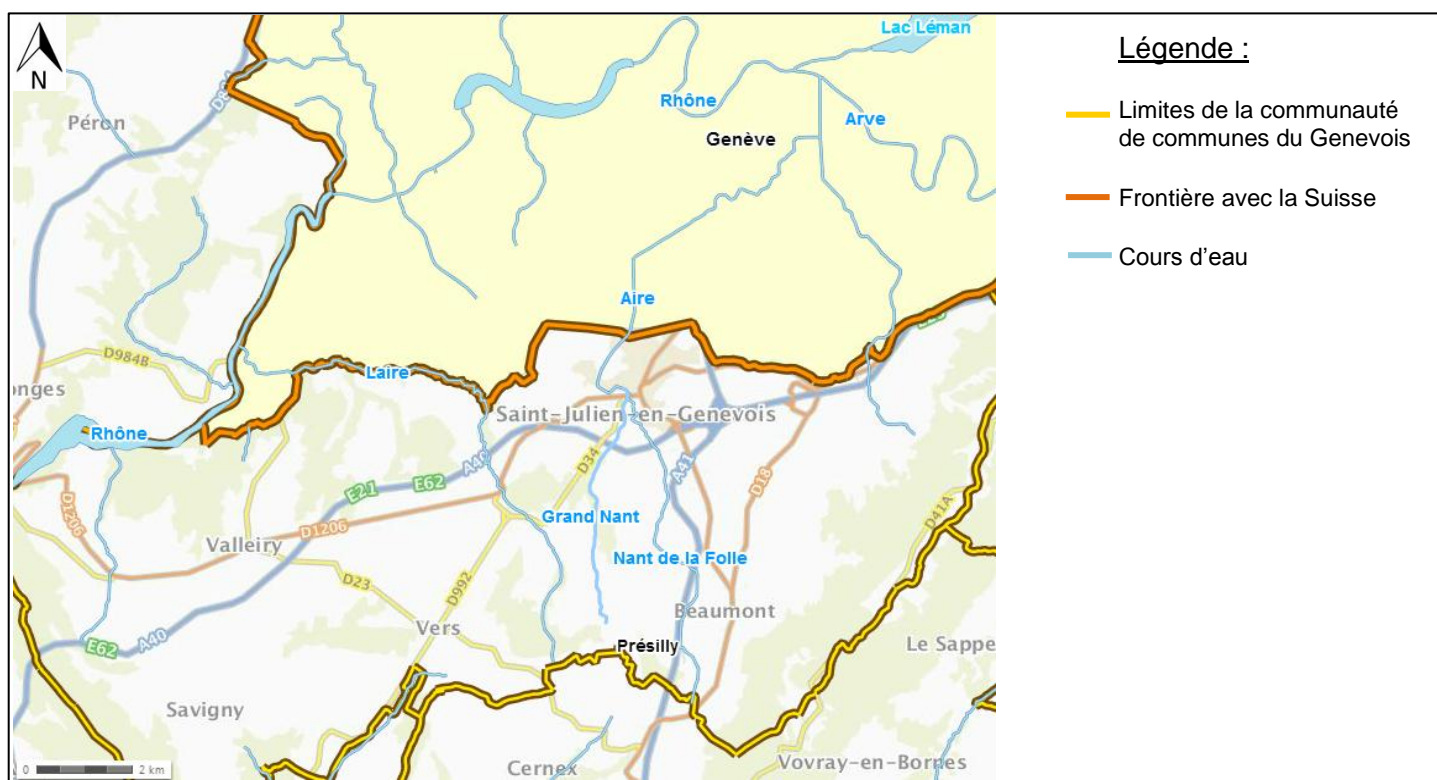 N
Lac Léman
D984
Péron
Rhône
Arve
Genève
Aire
D984B
Laire
onges
Saint-Julien-en-Genevois
Rhône
A40
D34
A41
E21
E62
D18
D1206
Grand Nant
D1206
D41A
Valleiry
Nant de la Folle
D23
D992
Beaumont
Vers
E62
A40
Présilly
Le Sappe
Savigny
Cernex
Vovray-en-Bornes
0 2 km
Légende :
Limites de la communauté
de communes du Genevois
Frontière avec la Suisse
Cours d'eau